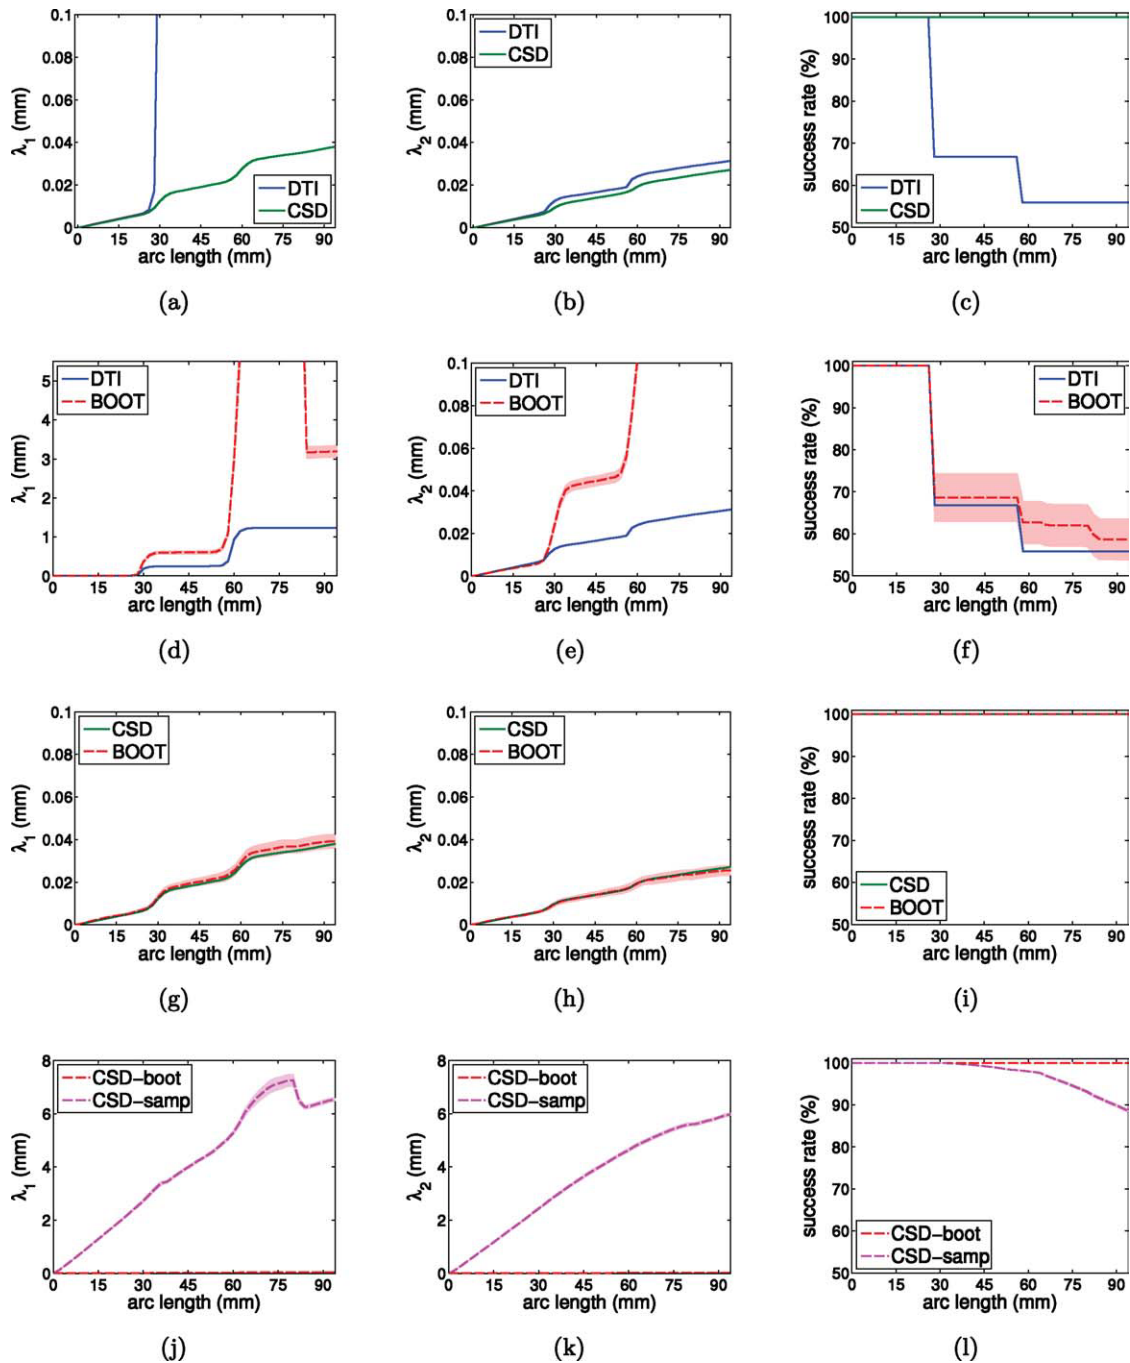 0.1
0.08
0.06
0.04
0.02
0
λ1 (mm)
DTI
CSD
0 15 30 45 60 75 90
arc length (mm)
(a)
0.1
0.08
0.06
0.04
0.02
0
λ2 (mm)
DTI
CSD
0 15 30 45 60 75 90
arc length (mm)
(b)
100
90
80
70
60
50
success rate (%)
DTI
CSD
0 15 30 45 60 75 90
arc length (mm)
(c)
5
4
3
2
1
0
λ1 (mm)
DTI
BOOT
0 15 30 45 60 75 90
arc length (mm)
(d)
0.1
0.08
0.06
0.04
0.02
0
λ2 (mm)
DTI
BOOT
0 15 30 45 60 75 90
arc length (mm)
(e)
100
90
80
70
60
50
success rate (%)
DTI
BOOT
0 15 30 45 60 75 90
arc length (mm)
(f)
0.1
0.08
0.06
0.04
0.02
0
λ1 (mm)
CSD
BOOT
0 15 30 45 60 75 90
arc length (mm)
(g)
0.1
0.08
0.06
0.04
0.02
0
λ2 (mm)
CSD
BOOT
0 15 30 45 60 75 90
arc length (mm)
(h)
100
90
80
70
60
50
success rate (%)
CSD
BOOT
0 15 30 45 60 75 90
arc length (mm)
(i)
8
6
4
2
0
λ1 (mm)
CSD-boot
CSD-samp
0 15 30 45 60 75 90
arc length (mm)
(j)
8
6
4
2
0
λ2 (mm)
CSD-boot
CSD-samp
0 15 30 45 60 75 90
arc length (mm)
(k)
100
90
80
70
60
50
success rate (%)
CSD-boot
CSD-samp
0 15 30 45 60 75 90
arc length (mm)
(l)